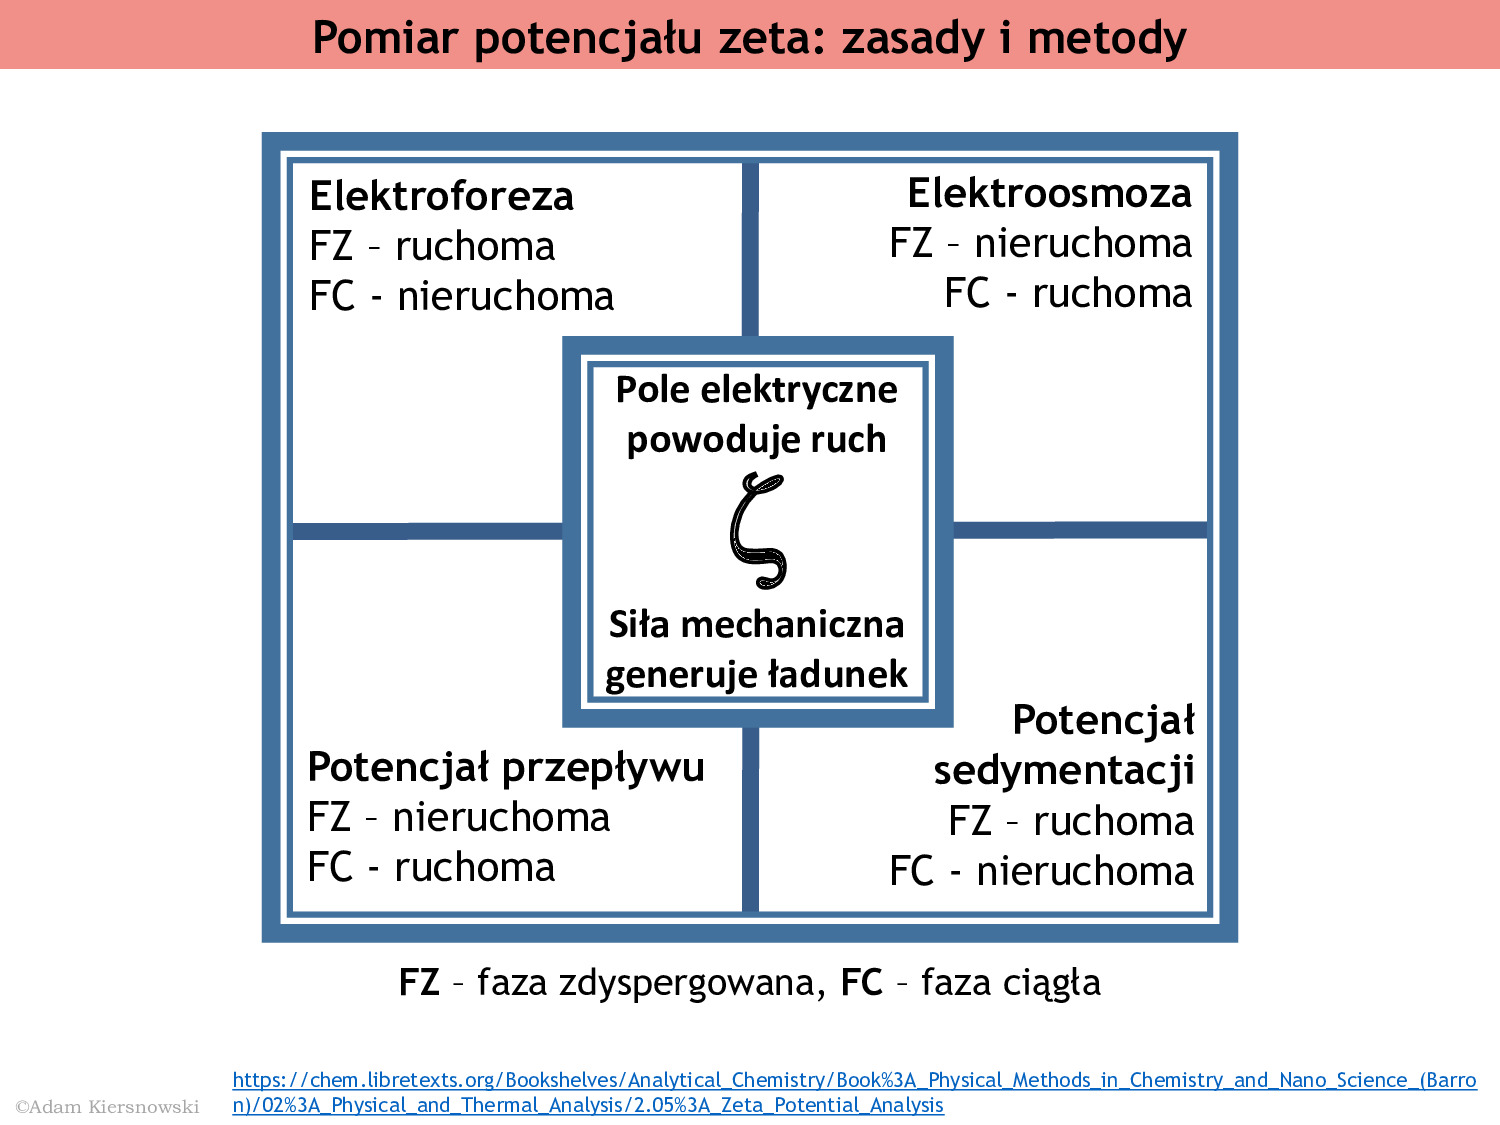 Pomiar potencjału zeta: zasady i metody
Elektroforeza
FZ – ruchoma
FC - nieruchoma
Elektroosmoza
FZ – nieruchoma
FC - ruchoma
Pole elektryczne
powoduje ruch
ζ
Siła mechaniczna
generuje ładunek
Potencjał przepływu
FZ – nieruchoma
FC - ruchoma
Potencjał
sedymentacji
FZ – ruchoma
FC - nieruchoma
FZ – faza zdyspergowana, FC – faza ciągła
https://chem.libretexts.org/Bookshelves/Analytical_Chemistry/Book%3A_Physical_Methods_in_Chemistry_and_Nano_Science_(Barro
n)/02%3A_Physical_and_Thermal_Analysis/2.05%3A_Zeta_Potential_Analysis
©Adam Kiersnowski